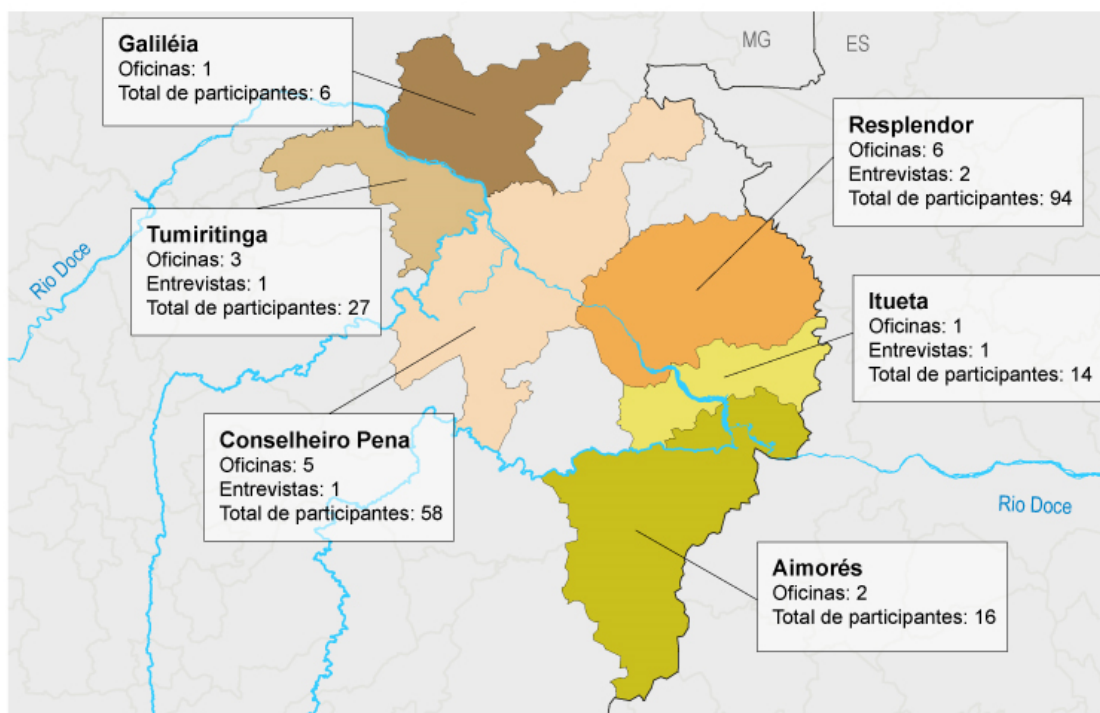 Galiléia
Oficinas: 1
Total de participantes: 6
MG
ES
Resplendor
Oficinas: 6
Entrevistas: 2
Total de participantes: 94
Rio Doce
Tumiritinga
Oficinas: 3
Entrevistas: 1
Total de participantes: 27
Itueta
Oficinas: 1
Entrevistas: 1
Total de participantes: 14
Conselheiro Pena
Oficinas: 5
Entrevistas: 1
Total de participantes: 58
Rio Doce
Aimorés
Oficinas: 2
Total de participantes: 16